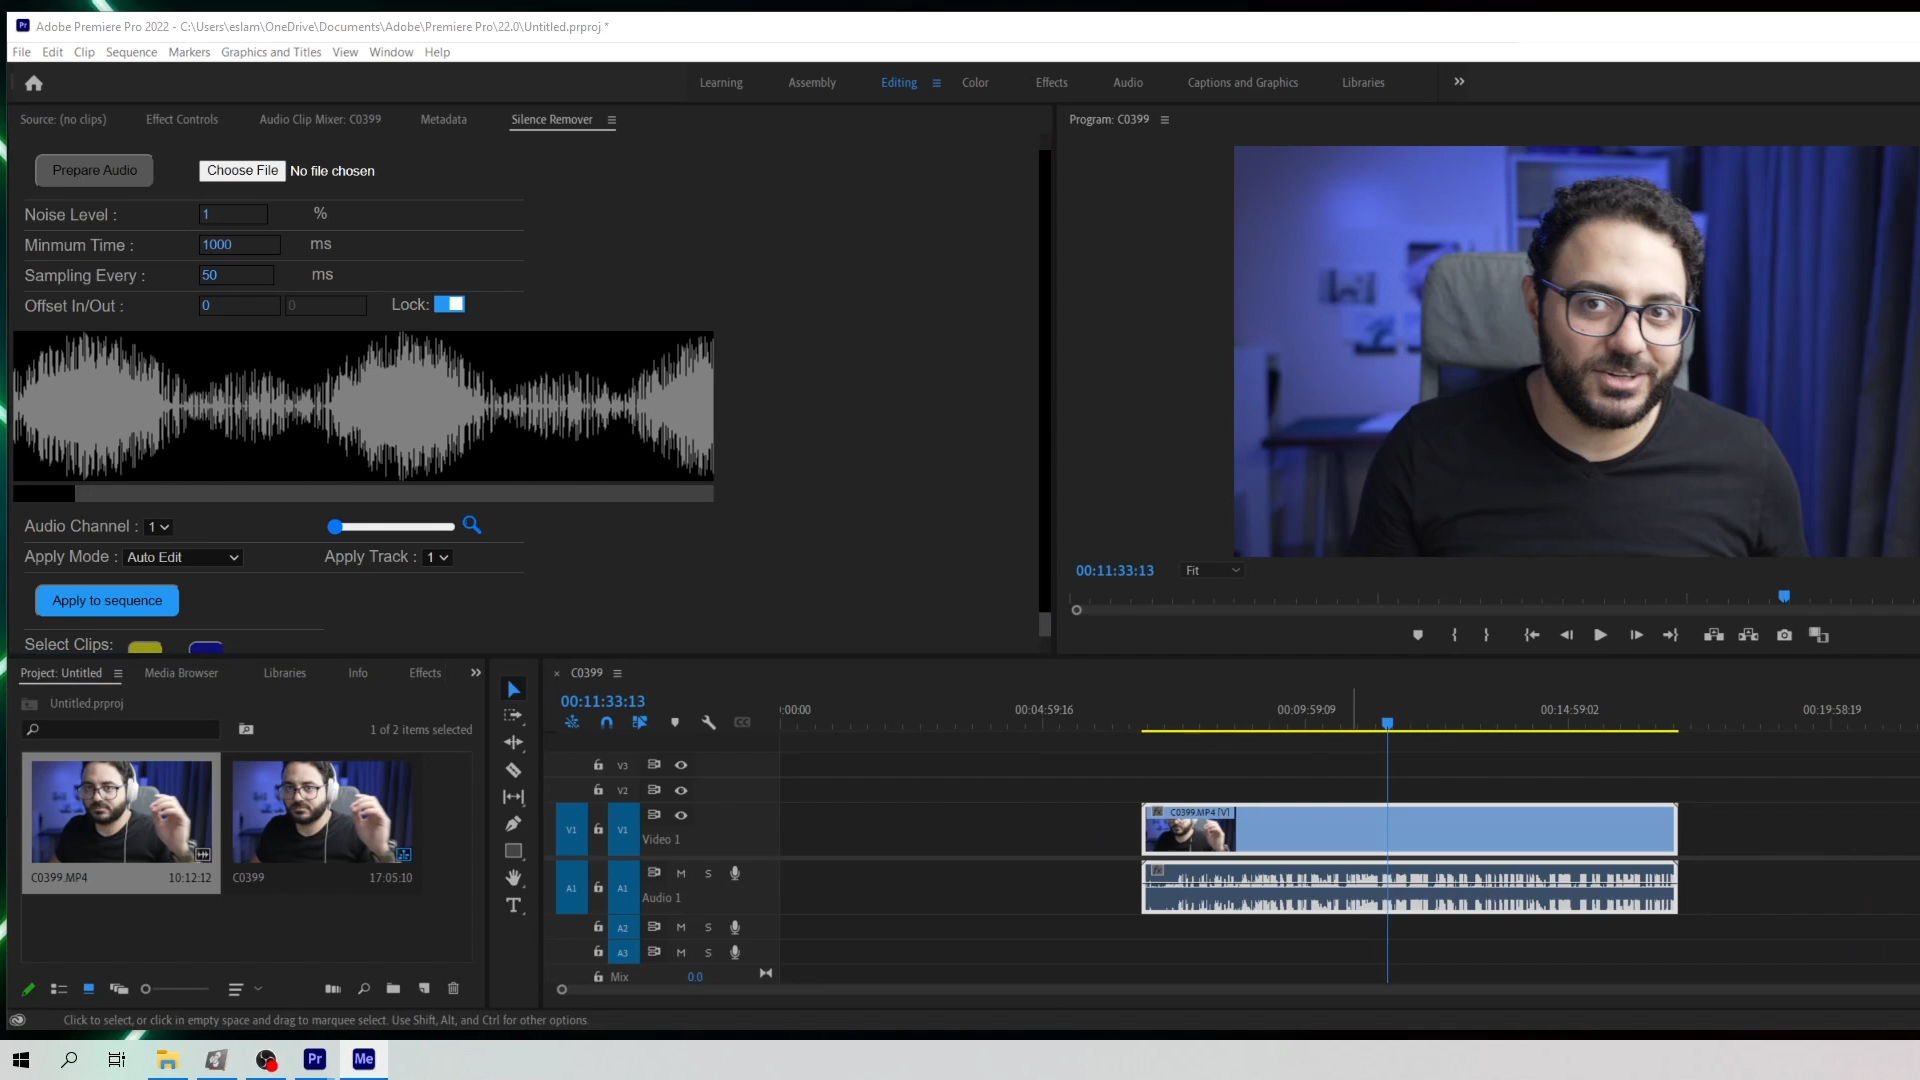 Adobe Premiere Pro 2022 - C:\Users\eslam\OneDrive\Documents\Adobe\Premiere Pro\22.0\Untitled.prproj *
File Edit Clip Sequence Markers Graphics and Titles View Window Help
Learning Assembly Editing Color Effects Audio Captions and Graphics Libraries
Source: (no clips) Effect Controls Audio Clip Mixer: C0399 Metadata Silence Remover
Program: C0399
Prepare Audio Choose File No file chosen
Noise Level : 1 %
Minmum Time : 1000 ms
Sampling Every : 50 ms
Offset In/Out : 0 0 Lock:
Audio Channel : 1
Apply Mode : Auto Edit Apply Track : 1
Apply to sequence
Select Clips:
00:11:33:13 Fit
Project: Untitled Media Browser Libraries Info Effects
Untitled.prproj
1 of 2 items selected
C0399.MP4 10:12:12 C0399 17:05:10
C0399
00:11:33:13
:00:00 00:04:59:16 00:09:59:09 00:14:59:02 00:19:58:19
V3
V2
C0399.MP4 [V]
V1 V1
Video 1
M S
A1 A1
Audio 1
A2 M S
A3 M S
Mix 0.0
Click to select, or click in empty space and drag to marquee select. Use Shift, Alt, and Ctrl for other options.
Pr Me